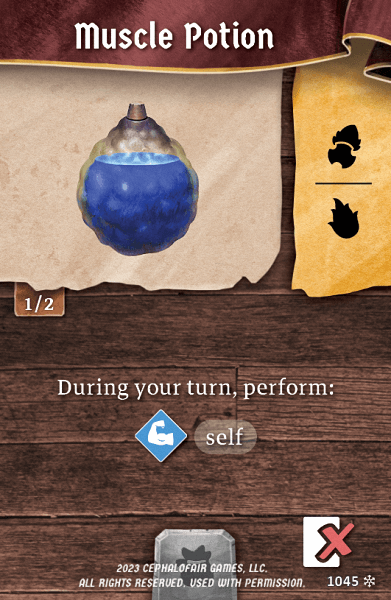 Muscle Potion
1/2
During your turn, perform:
self
2023 CEPHALOFAIR GAMES, LLC.
ALL RIGHTS RESERVED. USED WITH PERMISSION.
1045